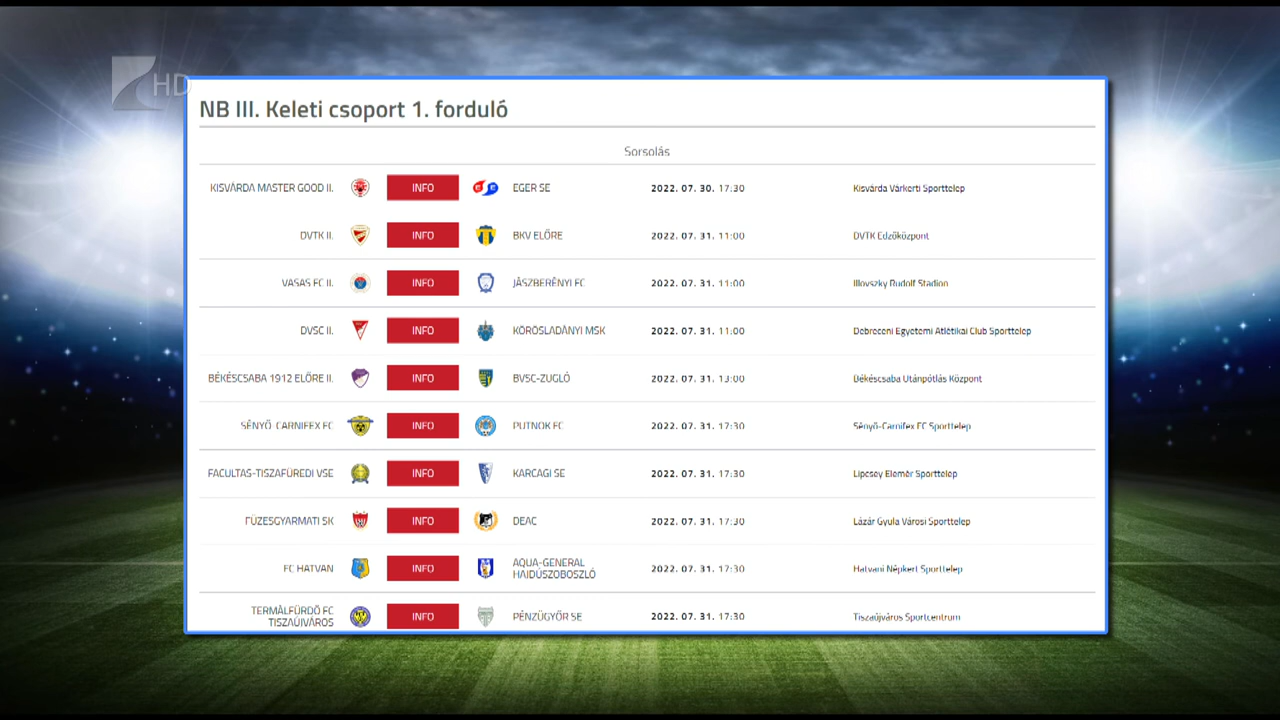 HD
NB III. Keleti csoport 1. forduló
Sorsolás
KISVÁRDA MASTER GOOD II. INFO EGER SE 2022. 07. 30. 17:30 Kisvárda Várkerti Sporttelep
DVTK II. INFO BKV ELŐRE 2022. 07. 31. 11:00 DVTK Edzőközpont
VASAS FC II. INFO JÁSZBERÉNYI FC 2022. 07. 31. 11:00 Illovszky Rudolf Stadion
DVSC II. INFO KÖRÖSLADÁNYI MSK 2022. 07. 31. 11:00 Debreceni Egyetemi Atlétikai Club Sporttelep
BÉKÉSCSABA 1912 ELŐRE II. INFO BVSC-ZUGLÓ 2022. 07. 31. 13:00 Békéscsaba Utánpótlás Központ
SÉNYŐ-CARNIFEX FC INFO PUTNOK FC 2022. 07. 31. 17:30 Sényő-Carnifex FC Sporttelep
FACULTAS-TISZAFÜREDI VSE INFO KARCAGI SE 2022. 07. 31. 17:30 Lipcsey Elemér Sporttelep
FÜZESGYARMATI SK INFO DEAC 2022. 07. 31. 17:30 Lázár Gyula Városi Sporttelep
FC HATVAN INFO AQUA-GENERAL HAJDÚSZOBOSZLÓ 2022. 07. 31. 17:30 Hatvani Népkert Sporttelep
TERMÁLFÜRDŐ FC TISZAÚJVÁROS INFO PÉNZÜGYŐR SE 2022. 07. 31. 17:30 Tiszaújváros Sportcentrum